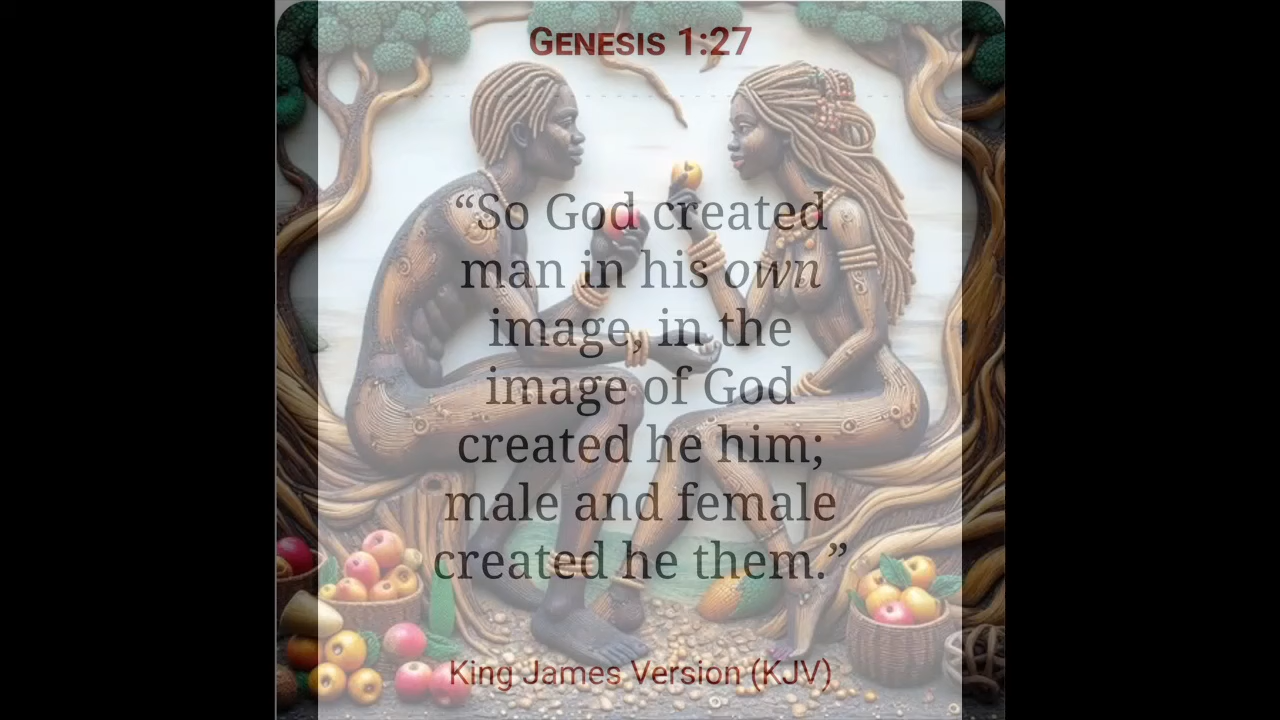 GENESIS 1:27
“So God created
man in his own
image, in the
image of God
created he him;
male and female
created he them.”
King James Version (KJV)